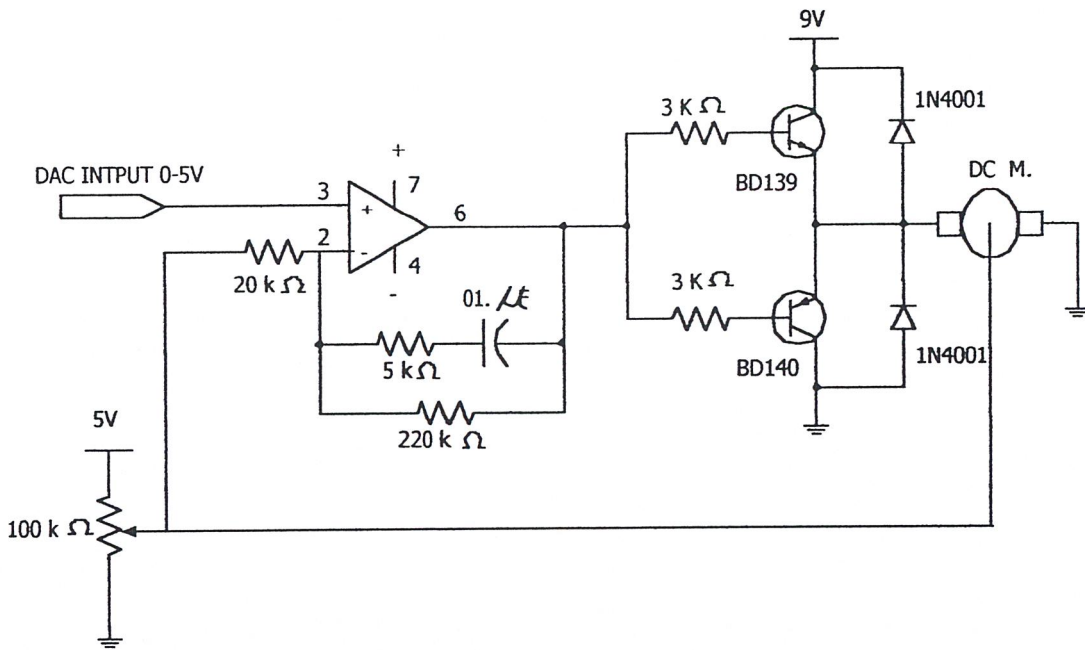 9V
1N4001
3 K Ω
BD139
DC M.
DAC INTPUT 0-5V
3
+
7
+
6
2
-
4
-
20 k Ω
3 K Ω
BD140
1N4001
01.
5 kΩ
220 k Ω
5V
100 k Ω